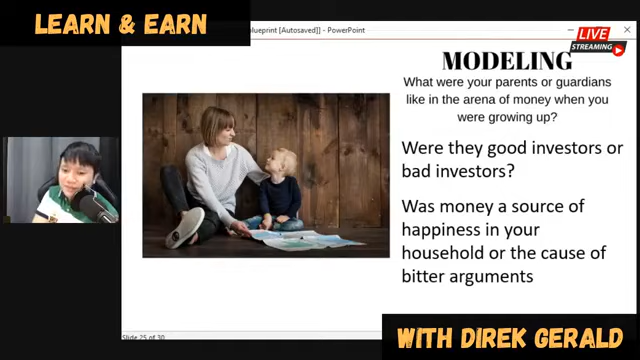 LEARN & EARN
lueprint [Autosaved]] - PowerPoint
LIVE
STREAMING
MODELING
What were your parents or guardians
like in the arena of money when you
were growing up?
Were they good investors or
bad investors?
Was money a source of
happiness in your
household or the cause of
bitter arguments
Slide 25 of 30
WITH DIREK GERALD